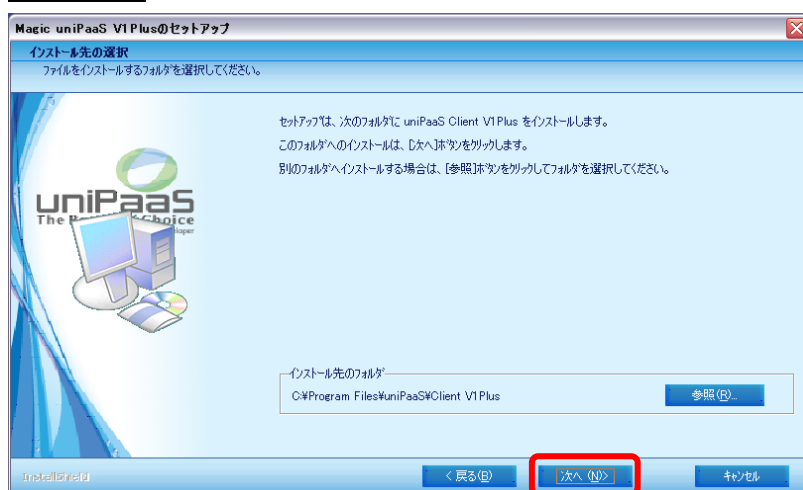 Magic uniPaaS V1Plusのセットアップ
インストール先の選択
ファイルをインストールするフォルダを選択してください。
セットアップは、次のフォルダに uniPaaS Client V1Plus をインストールします。
このフォルダへのインストールは、[次へ]ボタンをクリックします。
別のフォルダへインストールする場合は、[参照]ボタンをクリックしてフォルダを選択してください。
uniPaaS
The
Choice
インストール先のフォルダ
C:¥Program Files¥uniPaaS¥Client V1Plus
参照(R)...
InstallShield
< 戻る(B)
次へ (N)>
キャンセル